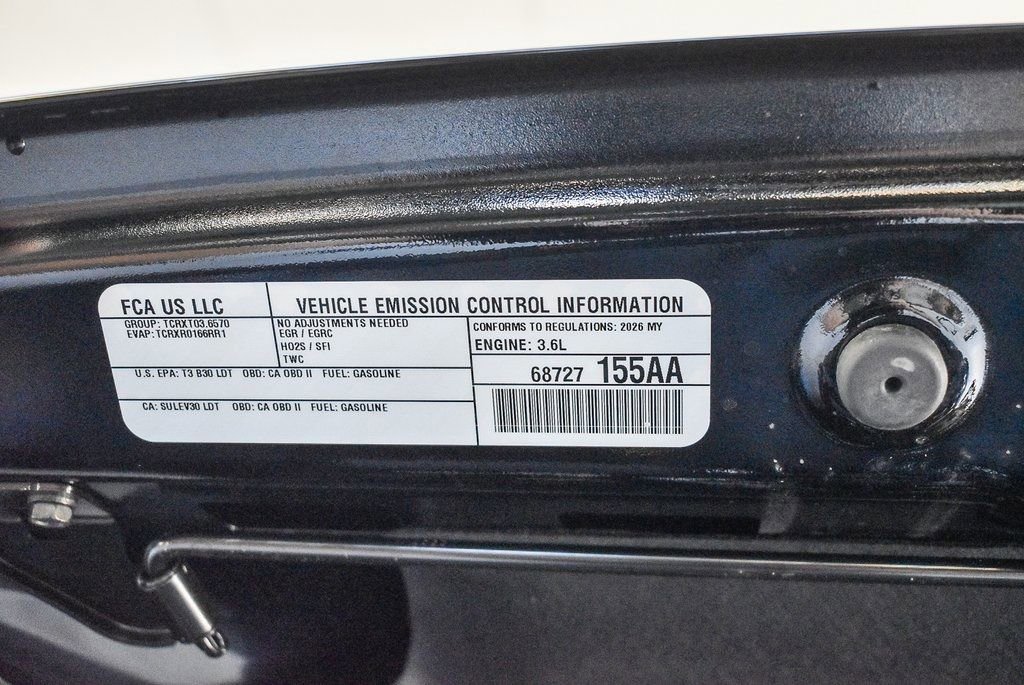 FCA US LLC
VEHICLE EMISSION CONTROL INFORMATION
GROUP: TCRXT03.6570
EVAP: TCRXR0166RR1
NO ADJUSTMENTS NEEDED
EGR / EGRC
HO2S / SFI
TWC
CONFORMS TO REGULATIONS: 2026 MY
ENGINE: 3.6L
U.S. EPA: T3 B30 LDT OBD: CA OBD II FUEL: GASOLINE
68727 155AA
CA: SULEV30 LDT OBD: CA OBD II FUEL: GASOLINE